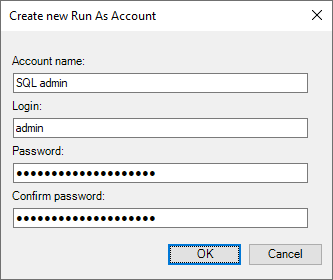 Create new Run As Account
Account name:
SQL admin
Login:
admin
Password:
●●●●●●●●●●●●●●●●●●●●
Confirm password:
●●●●●●●●●●●●●●●●●●●●
OK Cancel